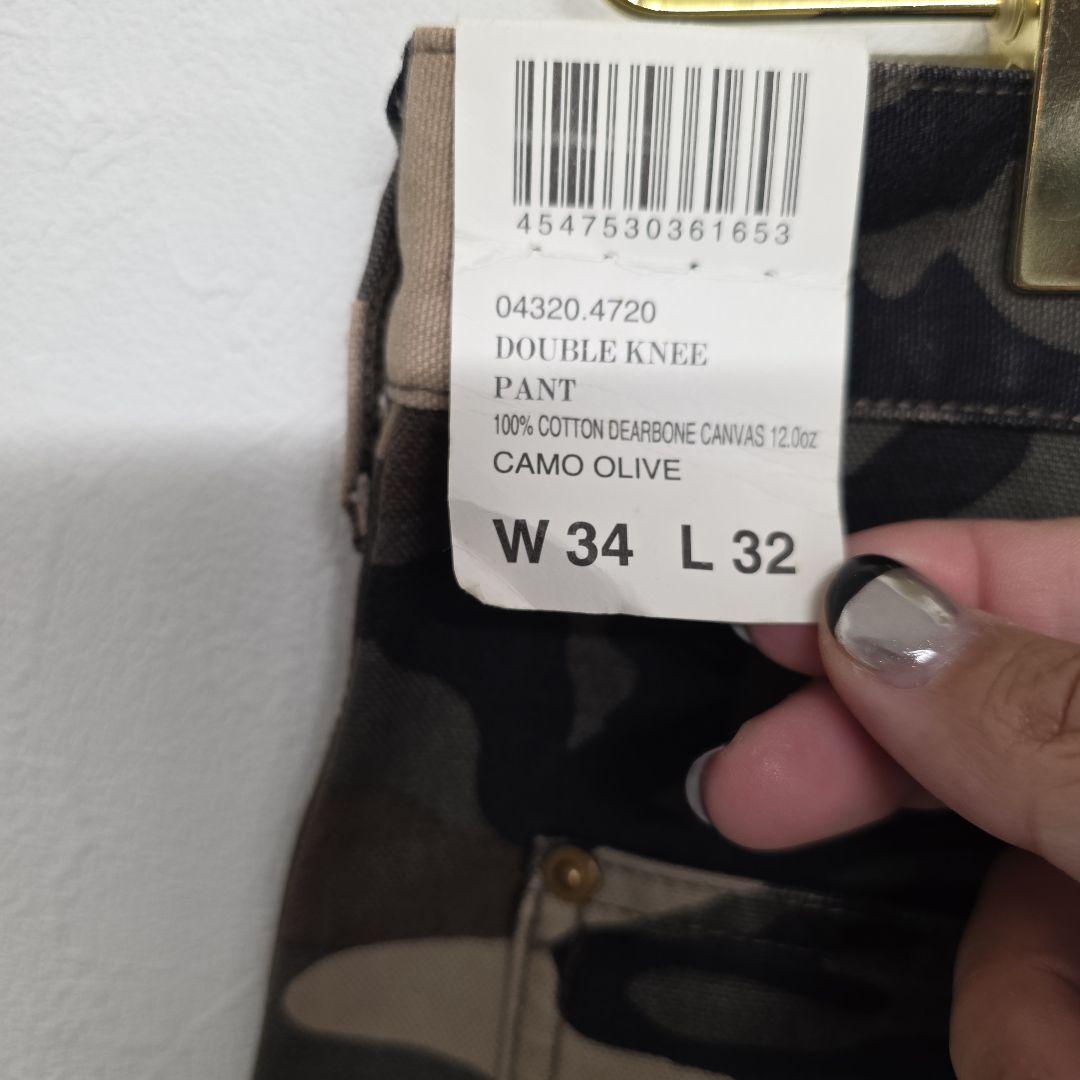 4547530361653
04320.4720
DOUBLE KNEE
PANT
100% COTTON DEARBONE CANVAS 12.0oz
CAMO OLIVE
W 34 L 32